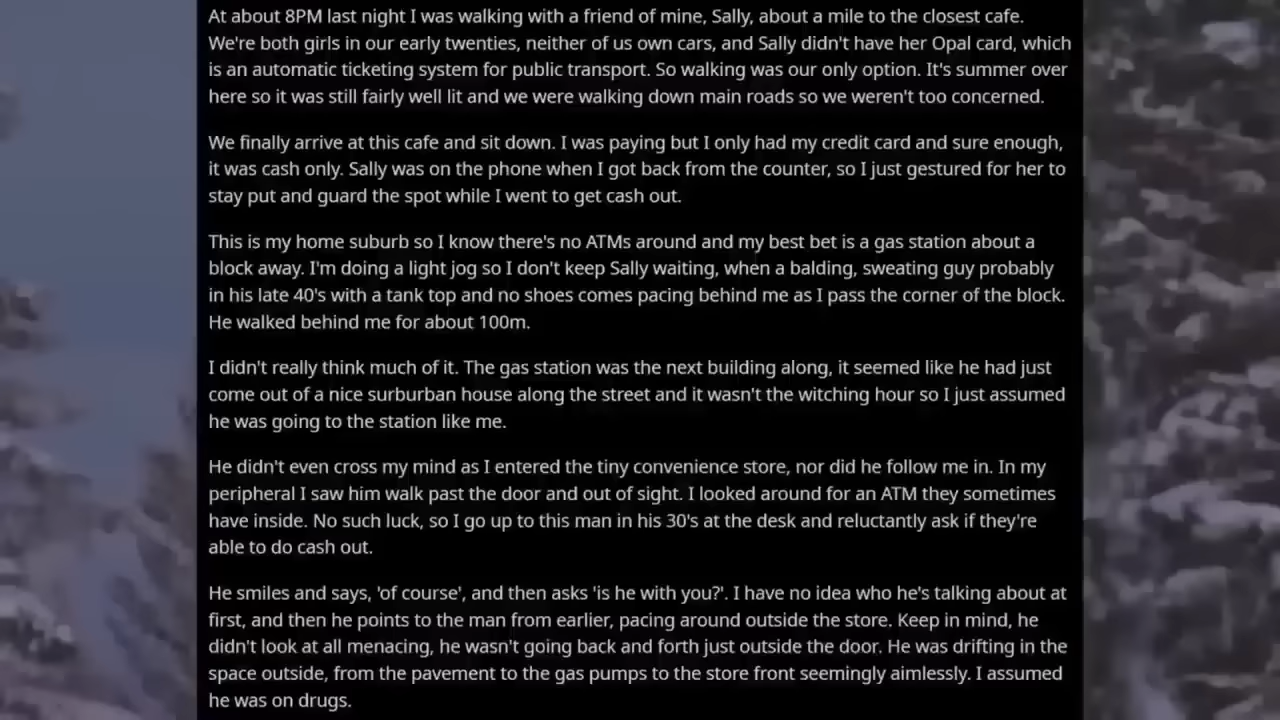 At about 8PM last night I was walking with a friend of mine, Sally, about a mile to the closest cafe.
We're both girls in our early twenties, neither of us own cars, and Sally didn't have her Opal card, which
is an automatic ticketing system for public transport. So walking was our only option. It's summer over
here so it was still fairly well lit and we were walking down main roads so we weren't too concerned.
We finally arrive at this cafe and sit down. I was paying but I only had my credit card and sure enough,
it was cash only. Sally was on the phone when I got back from the counter, so I just gestured for her to
stay put and guard the spot while I went to get cash out.
This is my home suburb so I know there's no ATMs around and my best bet is a gas station about a
block away. I'm doing a light jog so I don't keep Sally waiting, when a balding, sweating guy probably
in his late 40's with a tank top and no shoes comes pacing behind me as I pass the corner of the block.
He walked behind me for about 100m.
I didn't really think much of it. The gas station was the next building along, it seemed like he had just
come out of a nice surburban house along the street and it wasn't the witching hour so I just assumed
he was going to the station like me.
He didn't even cross my mind as I entered the tiny convenience store, nor did he follow me in. In my
peripheral I saw him walk past the door and out of sight. I looked around for an ATM they sometimes
have inside. No such luck, so I go up to this man in his 30's at the desk and reluctantly ask if they're
able to do cash out.
He smiles and says, 'of course', and then asks 'is he with you?'. I have no idea who he's talking about at
first, and then he points to the man from earlier, pacing around outside the store. Keep in mind, he
didn't look at all menacing, he wasn't going back and forth just outside the door. He was drifting in the
space outside, from the pavement to the gas pumps to the store front seemingly aimlessly. I assumed
he was on drugs.